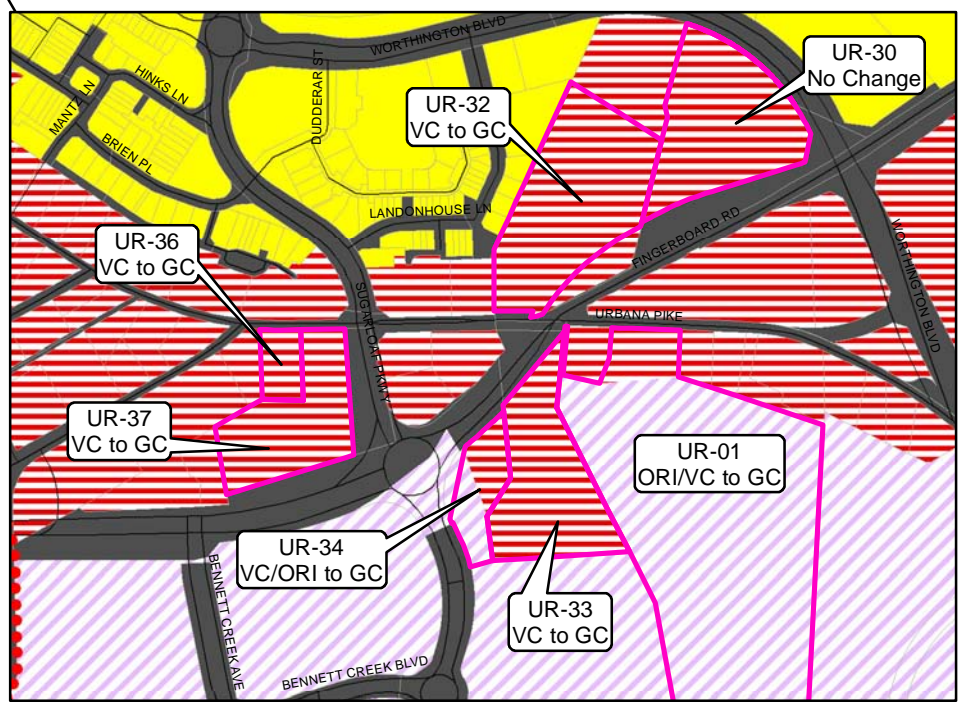 WORTHINGTON BLVD
UR-30
No Change
DUDDERAR ST
HINKS LN
MANTZ LN
UR-32
VC to GC
BRIEN PL
LANDONHOUSE LN
FINGERBOARD RD
UR-36
VC to GC
WORTHINGTON BLVD
SUGARLOAF PKWY
URBANA PIKE
UR-37
VC to GC
UR-01
ORI/VC to GC
UR-34
VC/ORI to GC
BENNETT CREEK AVE
UR-33
VC to GC
BENNETT CREEK BLVD